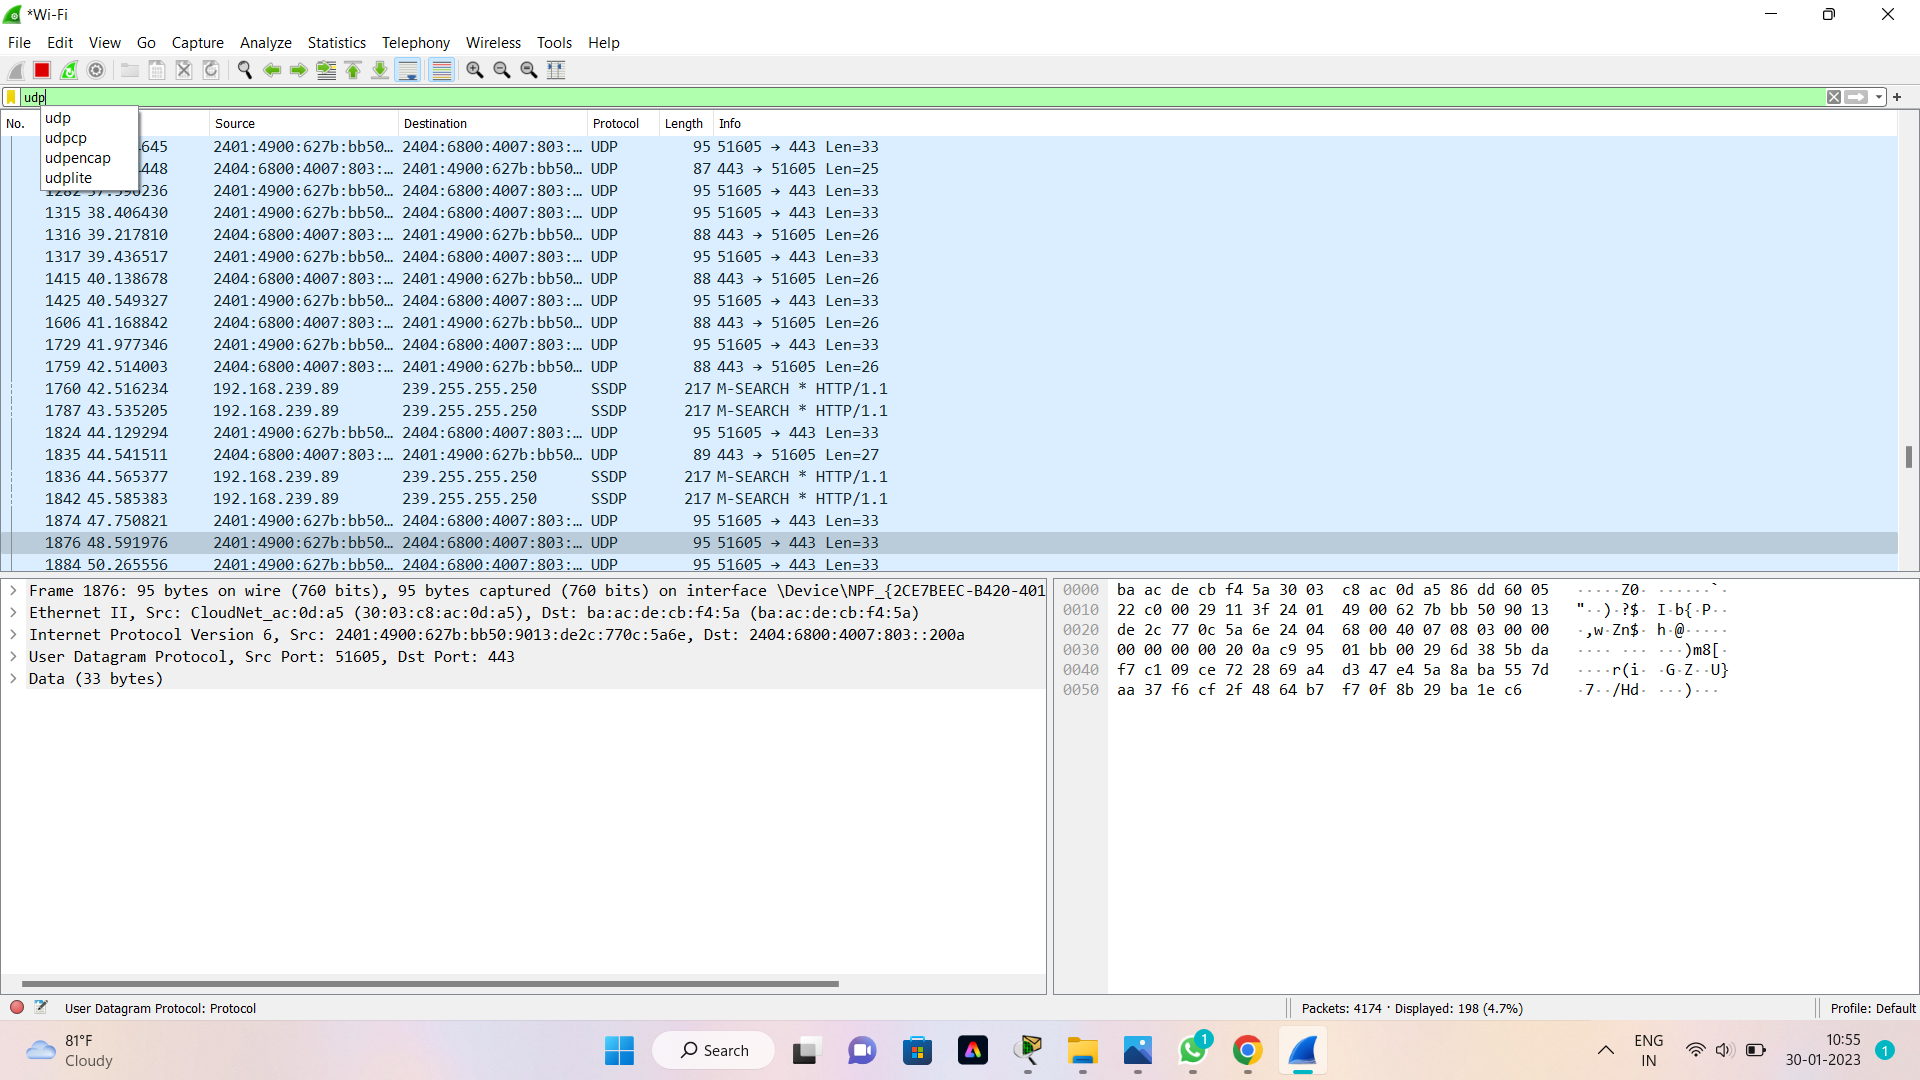 *Wi-Fi
File Edit View Go Capture Analyze Statistics Telephony Wireless Tools Help
udp
udp
udpcp
udpencap
udplite
No. Source Destination Protocol Length Info
645 2401:4900:627b:bb50… 2404:6800:4007:803:… UDP 95 51605 → 443 Len=33
448 2404:6800:4007:803:… 2401:4900:627b:bb50… UDP 87 443 → 51605 Len=25
1282 37.590236 2401:4900:627b:bb50… 2404:6800:4007:803:… UDP 95 51605 → 443 Len=33
1315 38.406430 2401:4900:627b:bb50… 2404:6800:4007:803:… UDP 95 51605 → 443 Len=33
1316 39.217810 2404:6800:4007:803:… 2401:4900:627b:bb50… UDP 88 443 → 51605 Len=26
1317 39.436517 2401:4900:627b:bb50… 2404:6800:4007:803:… UDP 95 51605 → 443 Len=33
1415 40.138678 2404:6800:4007:803:… 2401:4900:627b:bb50… UDP 88 443 → 51605 Len=26
1425 40.549327 2401:4900:627b:bb50… 2404:6800:4007:803:… UDP 95 51605 → 443 Len=33
1606 41.168842 2404:6800:4007:803:… 2401:4900:627b:bb50… UDP 88 443 → 51605 Len=26
1729 41.977346 2401:4900:627b:bb50… 2404:6800:4007:803:… UDP 95 51605 → 443 Len=33
1759 42.514003 2404:6800:4007:803:… 2401:4900:627b:bb50… UDP 88 443 → 51605 Len=26
1760 42.516234 192.168.239.89 239.255.255.250 SSDP 217 M-SEARCH * HTTP/1.1
1787 43.535205 192.168.239.89 239.255.255.250 SSDP 217 M-SEARCH * HTTP/1.1
1824 44.129294 2401:4900:627b:bb50… 2404:6800:4007:803:… UDP 95 51605 → 443 Len=33
1835 44.541511 2404:6800:4007:803:… 2401:4900:627b:bb50… UDP 89 443 → 51605 Len=27
1836 44.565377 192.168.239.89 239.255.255.250 SSDP 217 M-SEARCH * HTTP/1.1
1842 45.585383 192.168.239.89 239.255.255.250 SSDP 217 M-SEARCH * HTTP/1.1
1874 47.750821 2401:4900:627b:bb50… 2404:6800:4007:803:… UDP 95 51605 → 443 Len=33
1876 48.591976 2401:4900:627b:bb50… 2404:6800:4007:803:… UDP 95 51605 → 443 Len=33
1884 50.265556 2401:4900:627b:bb50… 2404:6800:4007:803:… UDP 95 51605 → 443 Len=33
Frame 1876: 95 bytes on wire (760 bits), 95 bytes captured (760 bits) on interface \Device\NPF_{2CE7BEEC-B420-401
Ethernet II, Src: CloudNet_ac:0d:a5 (30:03:c8:ac:0d:a5), Dst: ba:ac:de:cb:f4:5a (ba:ac:de:cb:f4:5a)
Internet Protocol Version 6, Src: 2401:4900:627b:bb50:9013:de2c:770c:5a6e, Dst: 2404:6800:4007:803::200a
User Datagram Protocol, Src Port: 51605, Dst Port: 443
Data (33 bytes)
0000 ba ac de cb f4 5a 30 03 c8 ac 0d a5 86 dd 60 05 ·····Z0· ······`·
0010 22 c0 00 29 11 3f 24 01 49 00 62 7b bb 50 90 13 "··)·?$· I·b{·P··
0020 de 2c 77 0c 5a 6e 24 04 68 00 40 07 08 03 00 00 ·,w·Zn$· h·@·····
0030 00 00 00 00 20 0a c9 95 01 bb 00 29 6d 38 5b da ···· ··· ···)m8[·
0040 f7 c1 09 ce 72 28 69 a4 d3 47 e4 5a 8a ba 55 7d ····r(i· ·G·Z··U}
0050 aa 37 f6 cf 2f 48 64 b7 f7 0f 8b 29 ba 1e c6 ·7··/Hd· ···)···
User Datagram Protocol: Protocol
Packets: 4174 · Displayed: 198 (4.7%)
Profile: Default
81°F
Cloudy
Search
1
ENG
IN
10:55
30-01-2023
1